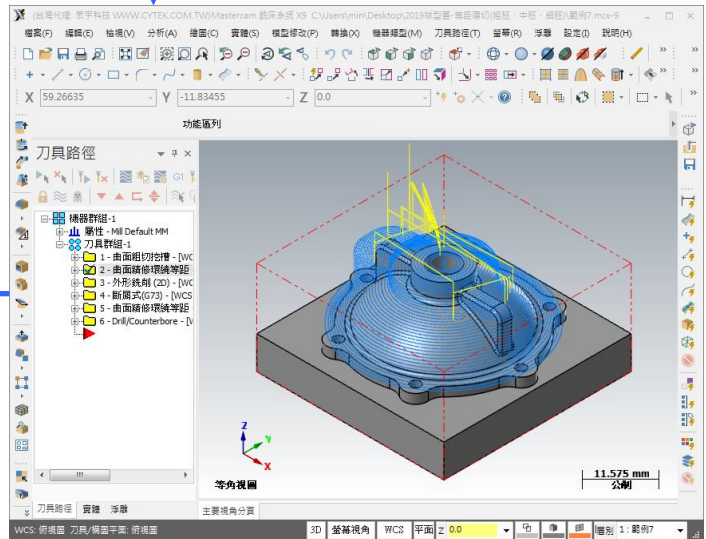 (台灣代理: 眾宇科技 WWW.CYTEK.COM.TW)Mastercam 銑床系統 X9 C:\Users\min\Desktop\2019球型蓋-等距環切(粗胚、中胚、細胚)\範例7.mcx-9
檔案(F) 編輯(E) 檢視(V) 分析(A) 繪圖(C) 實體(S) 模型修改(P) 轉換(X) 機器類型(M) 刀具路徑(T) 螢幕(R) 浮雕 設定(I) 說明(H)
X 59.26635 Y -11.83455 Z 0.0
功能區列
刀具路徑
G1
機器群組-1
屬性 - Mill Default MM
刀具群組-1
1 - 曲面粗切挖槽 - [WC
2 - 曲面精修環繞等距
3 - 外形銑削 (2D) - [WC
4 - 斷屑式(G73) - [WCS
5 - 曲面精修環繞等距
6 - Drill/Counterbore - [W
Z
Y
X
等角視圖
11.575 mm
公制
刀具路徑 實體 浮雕
主要視角分頁
WCS: 俯視圖 刀具/構圖平面: 俯視圖
3D 螢幕視角 WCS 平面 Z 0.0 層別 1 : 範例7